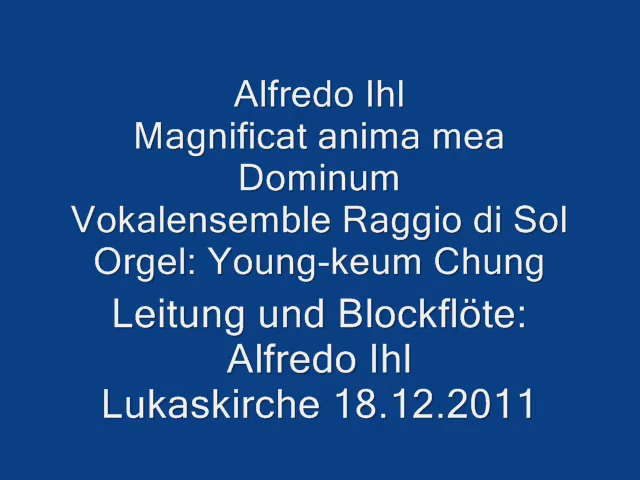 Alfredo Ihl
Magnificat anima mea
Dominum
Vokalensemble Raggio di Sol
Orgel: Young-keum Chung
Leitung und Blockflöte:
Alfredo Ihl
Lukaskirche 18.12.2011